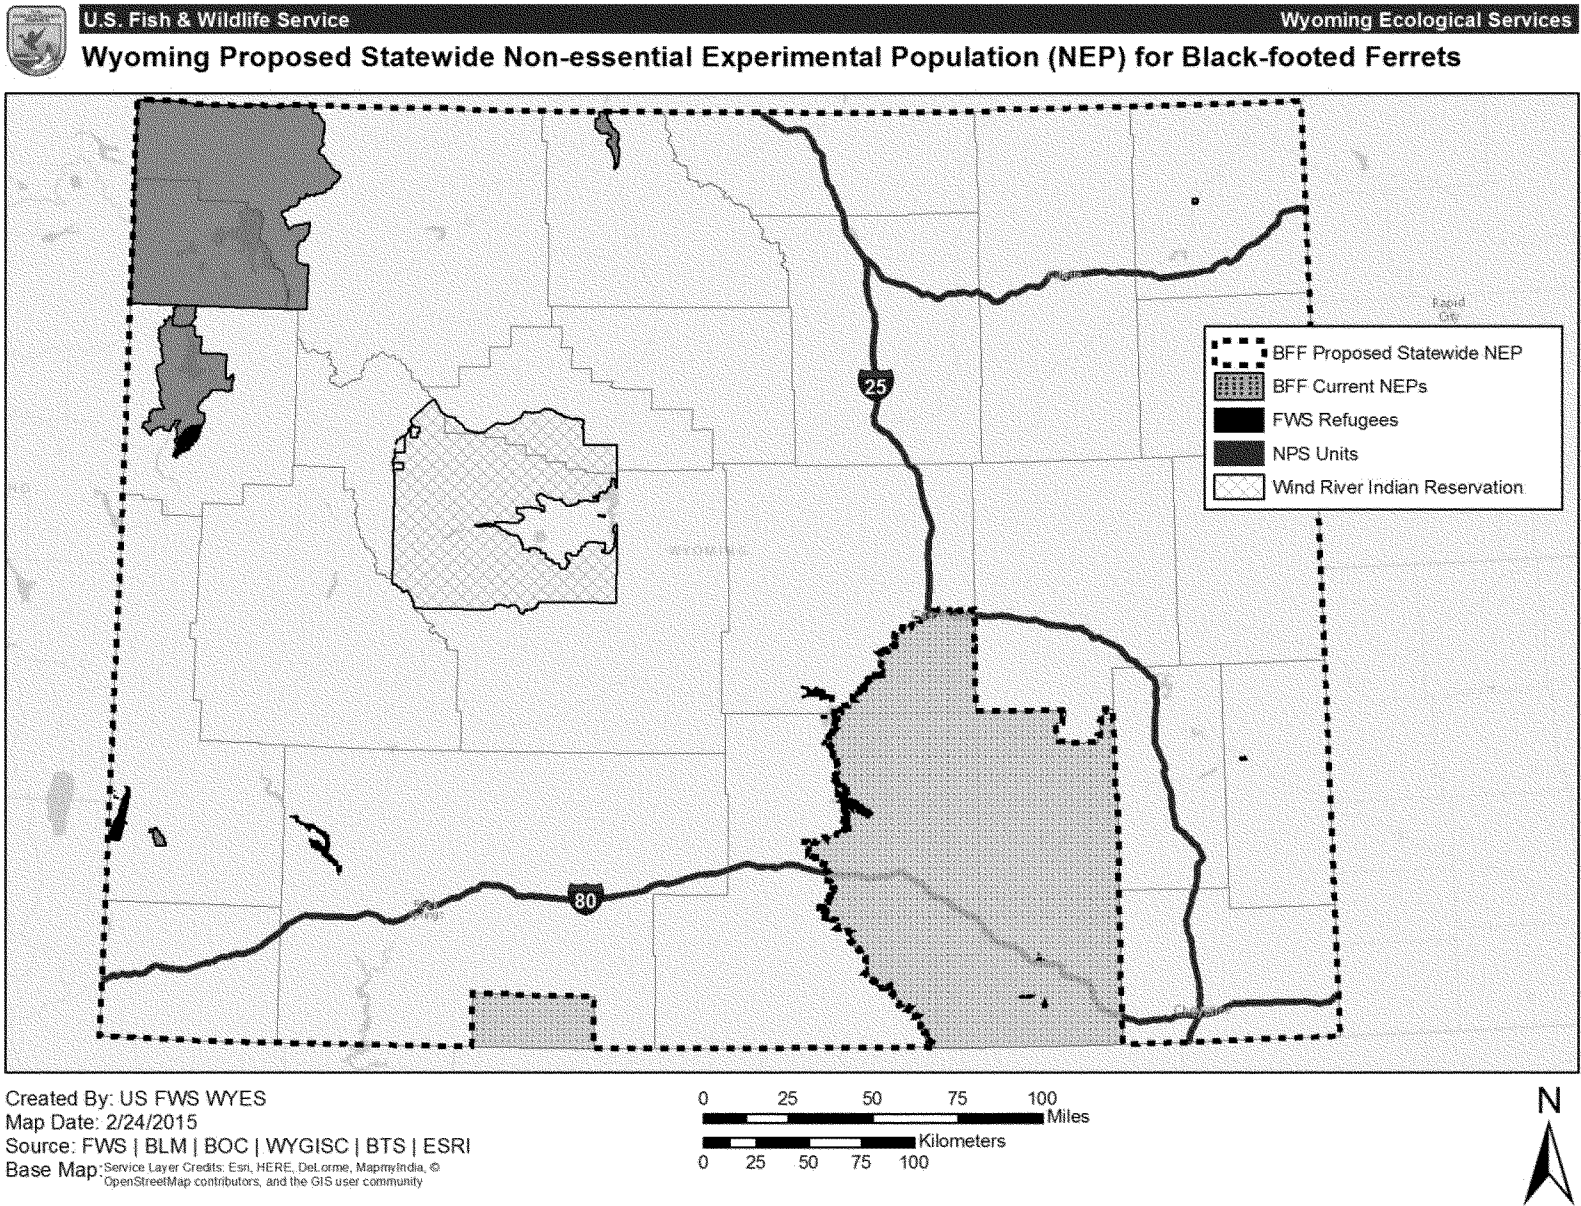 U.S. Fish & Wildlife Service
Wyoming Ecological Services
Wyoming Proposed Statewide Non-essential Experimental Population (NEP) for Black-footed Ferrets
Rapid
City
BFF Proposed Statewide NEP
BFF Current NEPs
FWS Refugees
NPS Units
Wind River Indian Reservation
25
WYOMING
80
Created By: US FWS WYES
Map Date: 2/24/2015
Source: FWS | BLM | BOC | WYGISC | BTS | ESRI
Base Map: Service Layer Credits: Esri, HERE, DeLorme, MapmyIndia, ©
OpenStreetMap contributors, and the GIS user community
0 25 50 75 100
Miles
Kilometers
0 25 50 75 100
N